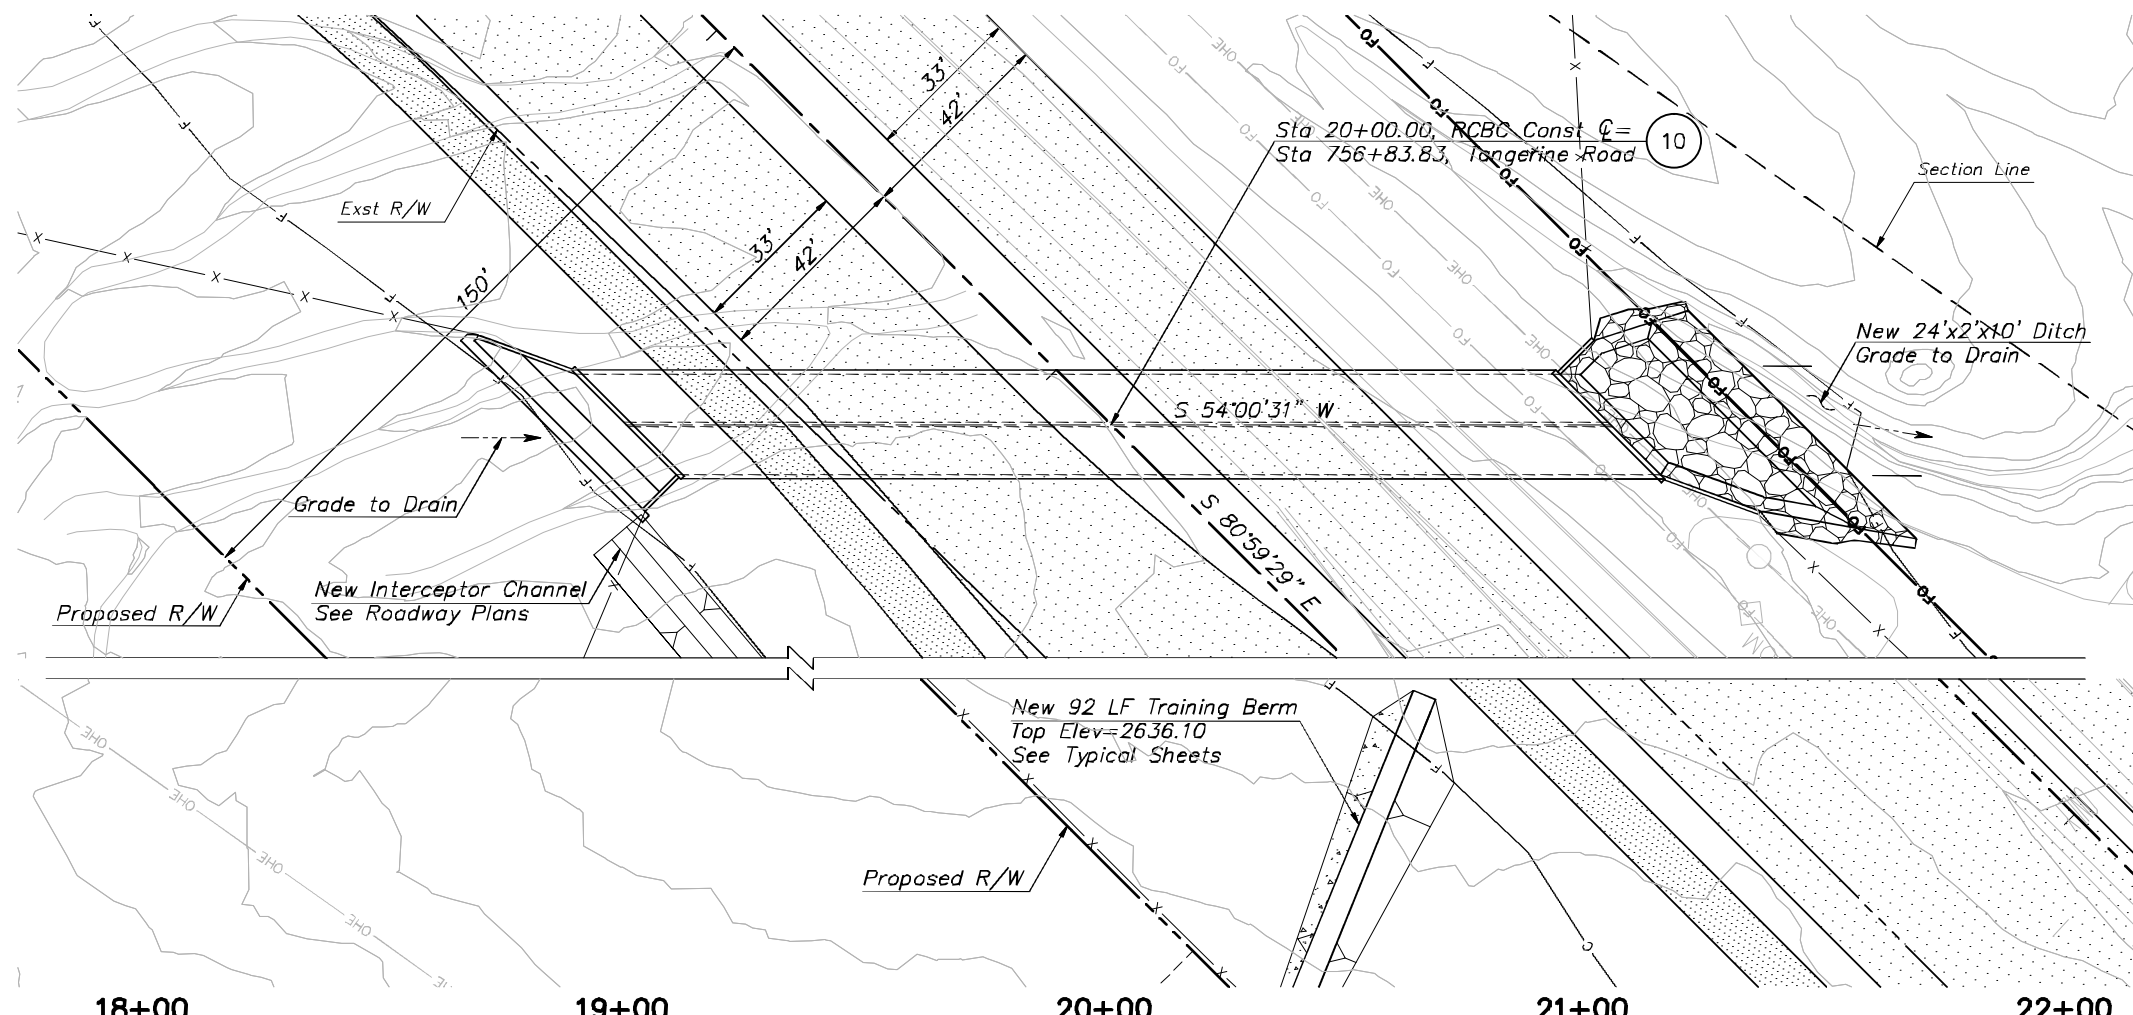 33'
42'
Sta 20+00.00, RCBC Const ℄=
Sta 756+83.83, Tangerine Road
10
Section Line
Exst R/W
33'
42'
150'
New 24'x2'x10' Ditch
Grade to Drain
S 54°00'31" W
Grade to Drain
S 80°59'29" E
New Interceptor Channel
See Roadway Plans
Proposed R/W
New 92 LF Training Berm
Top Elev=2636.10
See Typical Sheets
Proposed R/W
F
X
FO
OHE
18+00
19+00
20+00
21+00
22+00